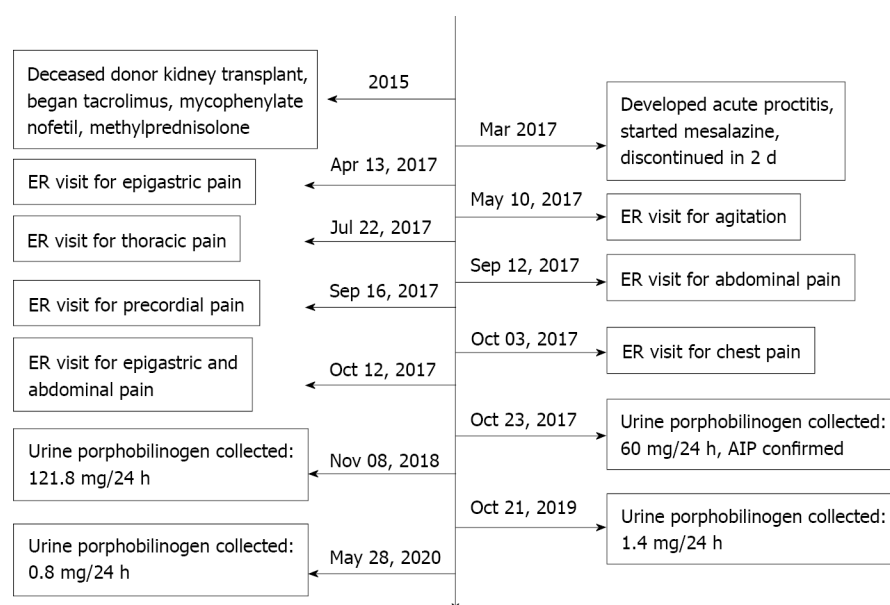 2015
Deceased donor kidney transplant,
began tacrolimus, mycophenylate
nofetil, methylprednisolone
Mar 2017
Developed acute proctitis,
started mesalazine,
discontinued in 2 d
Apr 13, 2017
ER visit for epigastric pain
May 10, 2017
ER visit for agitation
Jul 22, 2017
ER visit for thoracic pain
Sep 12, 2017
ER visit for abdominal pain
Sep 16, 2017
ER visit for precordial pain
Oct 03, 2017
ER visit for chest pain
Oct 12, 2017
ER visit for epigastric and
abdominal pain
Oct 23, 2017
Urine porphobilinogen collected:
60 mg/24 h, AIP confirmed
Nov 08, 2018
Urine porphobilinogen collected:
121.8 mg/24 h
Oct 21, 2019
Urine porphobilinogen collected:
1.4 mg/24 h
May 28, 2020
Urine porphobilinogen collected:
0.8 mg/24 h